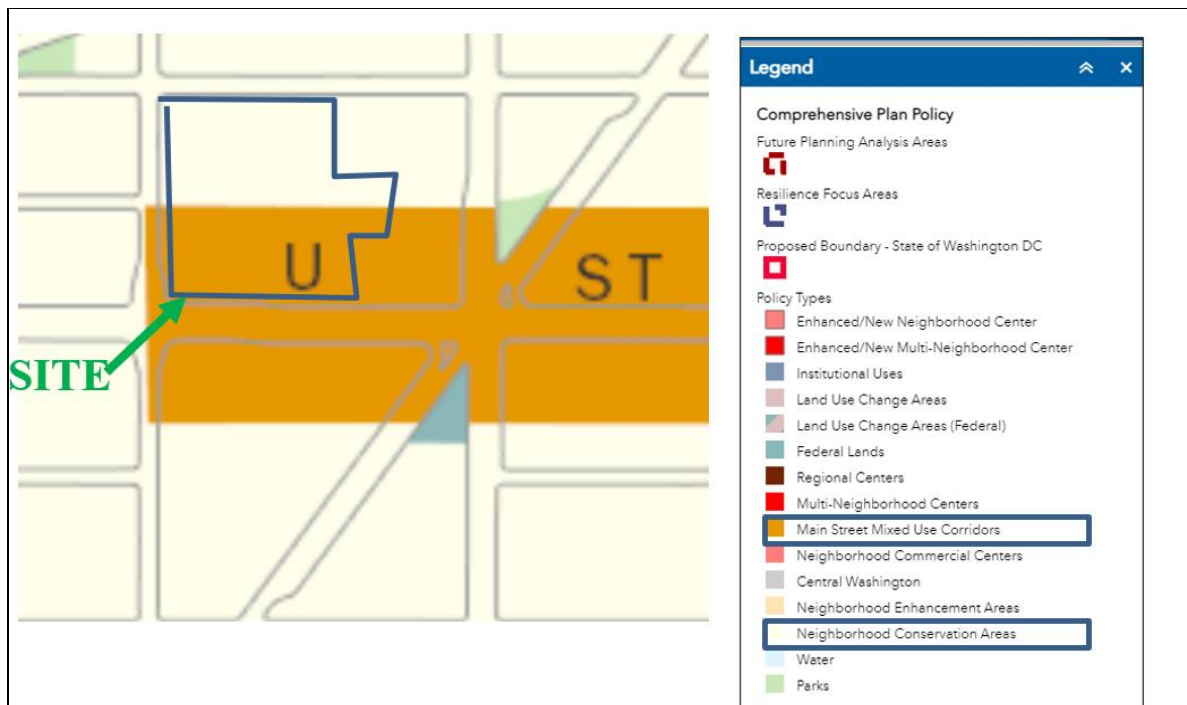 U
ST
SITE
Legend
Comprehensive Plan Policy
Future Planning Analysis Areas
Resilience Focus Areas
Proposed Boundary - State of Washington DC
Policy Types
Enhanced/New Neighborhood Center
Enhanced/New Multi-Neighborhood Center
Institutional Uses
Land Use Change Areas
Land Use Change Areas (Federal)
Federal Lands
Regional Centers
Multi-Neighborhood Centers
Main Street Mixed Use Corridors
Neighborhood Commercial Centers
Central Washington
Neighborhood Enhancement Areas
Neighborhood Conservation Areas
Water
Parks